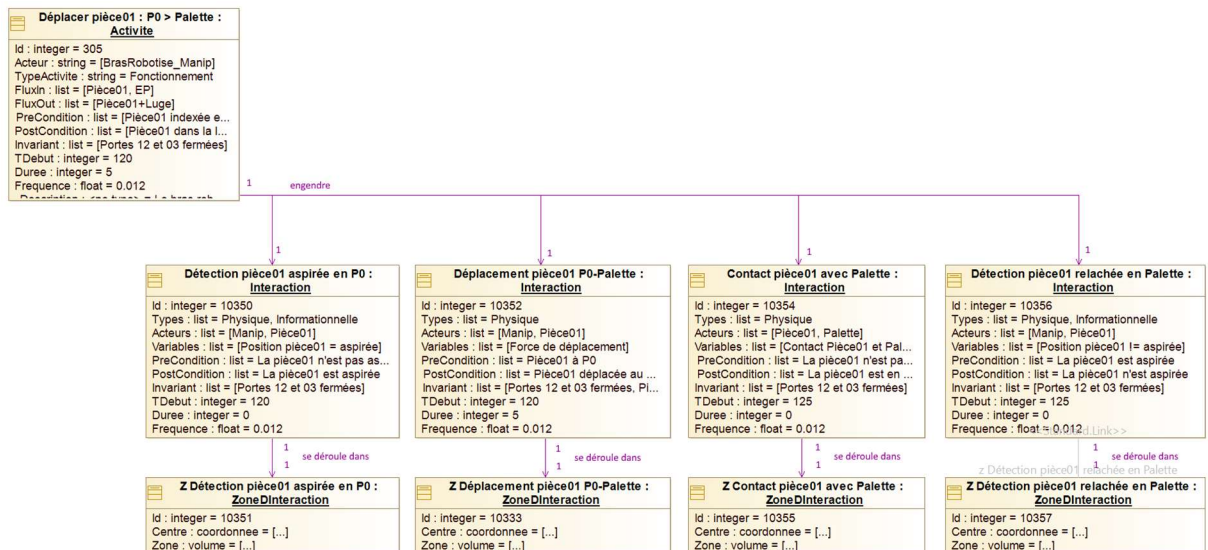 Déplacer pièce01 : P0 > Palette :
Activite
Id : integer = 305
Acteur : string = [BrasRobotise_Manip]
TypeActivite : string = Fonctionnement
FluxIn : list = [Pièce01, EP]
FluxOut : list = [Pièce01+Luge]
PreCondition : list = [Pièce01 indexée e...
PostCondition : list = [Pièce01 dans la l...
Invariant : list = [Portes 12 et 03 fermées]
TDebut : integer = 120
Duree : integer = 5
Frequence : float = 0.012
1
engendre
1
1
1
1
Détection pièce01 aspirée en P0 :
Interaction
Id : integer = 10350
Types : list = Physique, Informationnelle
Acteurs : list = [Manip, Pièce01]
Variables : list = [Position pièce01 = aspirée]
PreCondition : list = La pièce01 n'est pas as...
PostCondition : list = La pièce01 est aspirée
Invariant : list = [Portes 12 et 03 fermées]
TDebut : integer = 120
Duree : integer = 0
Frequence : float = 0.012
Déplacement pièce01 P0-Palette :
Interaction
Id : integer = 10352
Types : list = Physique
Acteurs : list = [Manip, Pièce01]
Variables : list = [Force de déplacement]
PreCondition : list = Pièce01 à P0
PostCondition : list = Pièce01 déplacée au ...
Invariant : list = [Portes 12 et 03 fermées, Pi...
TDebut : integer = 120
Duree : integer = 5
Frequence : float = 0.012
Contact pièce01 avec Palette :
Interaction
Id : integer = 10354
Types : list = Physique
Acteurs : list = [Pièce01, Palette]
Variables : list = [Contact Pièce01 et Pal...
PreCondition : list = La pièce01 n'est pa...
PostCondition : list = La pièce01 est en ...
Invariant : list = [Portes 12 et 03 fermées]
TDebut : integer = 125
Duree : integer = 0
Frequence : float = 0.012
Détection pièce01 relachée en Palette :
Interaction
Id : integer = 10356
Types : list = Physique, Informationnelle
Acteurs : list = [Manip, Pièce01]
Variables : list = [Position pièce01 != aspirée]
PreCondition : list = La pièce01 est aspirée
PostCondition : list = La pièce01 n'est aspirée
Invariant : list = [Portes 12 et 03 fermées]
TDebut : integer = 125
Duree : integer = 0
Frequence : float = 0.012
1
se déroule dans
1
1
se déroule dans
1
1
se déroule dans
1
1
se déroule dans
1
z Détection pièce01 relachée en Palette
Z Détection pièce01 aspirée en P0 :
ZoneDInteraction
Id : integer = 10351
Centre : coordonnee = [...]
Zone : volume = [...]
Z Déplacement pièce01 P0-Palette :
ZoneDInteraction
Id : integer = 10333
Centre : coordonnee = [...]
Zone : volume = [...]
Z Contact pièce01 avec Palette :
ZoneDInteraction
Id : integer = 10355
Centre : coordonnee = [...]
Zone : volume = [...]
Z Détection pièce01 relachée en Palette :
ZoneDInteraction
Id : integer = 10357
Centre : coordonnee = [...]
Zone : volume = [...]